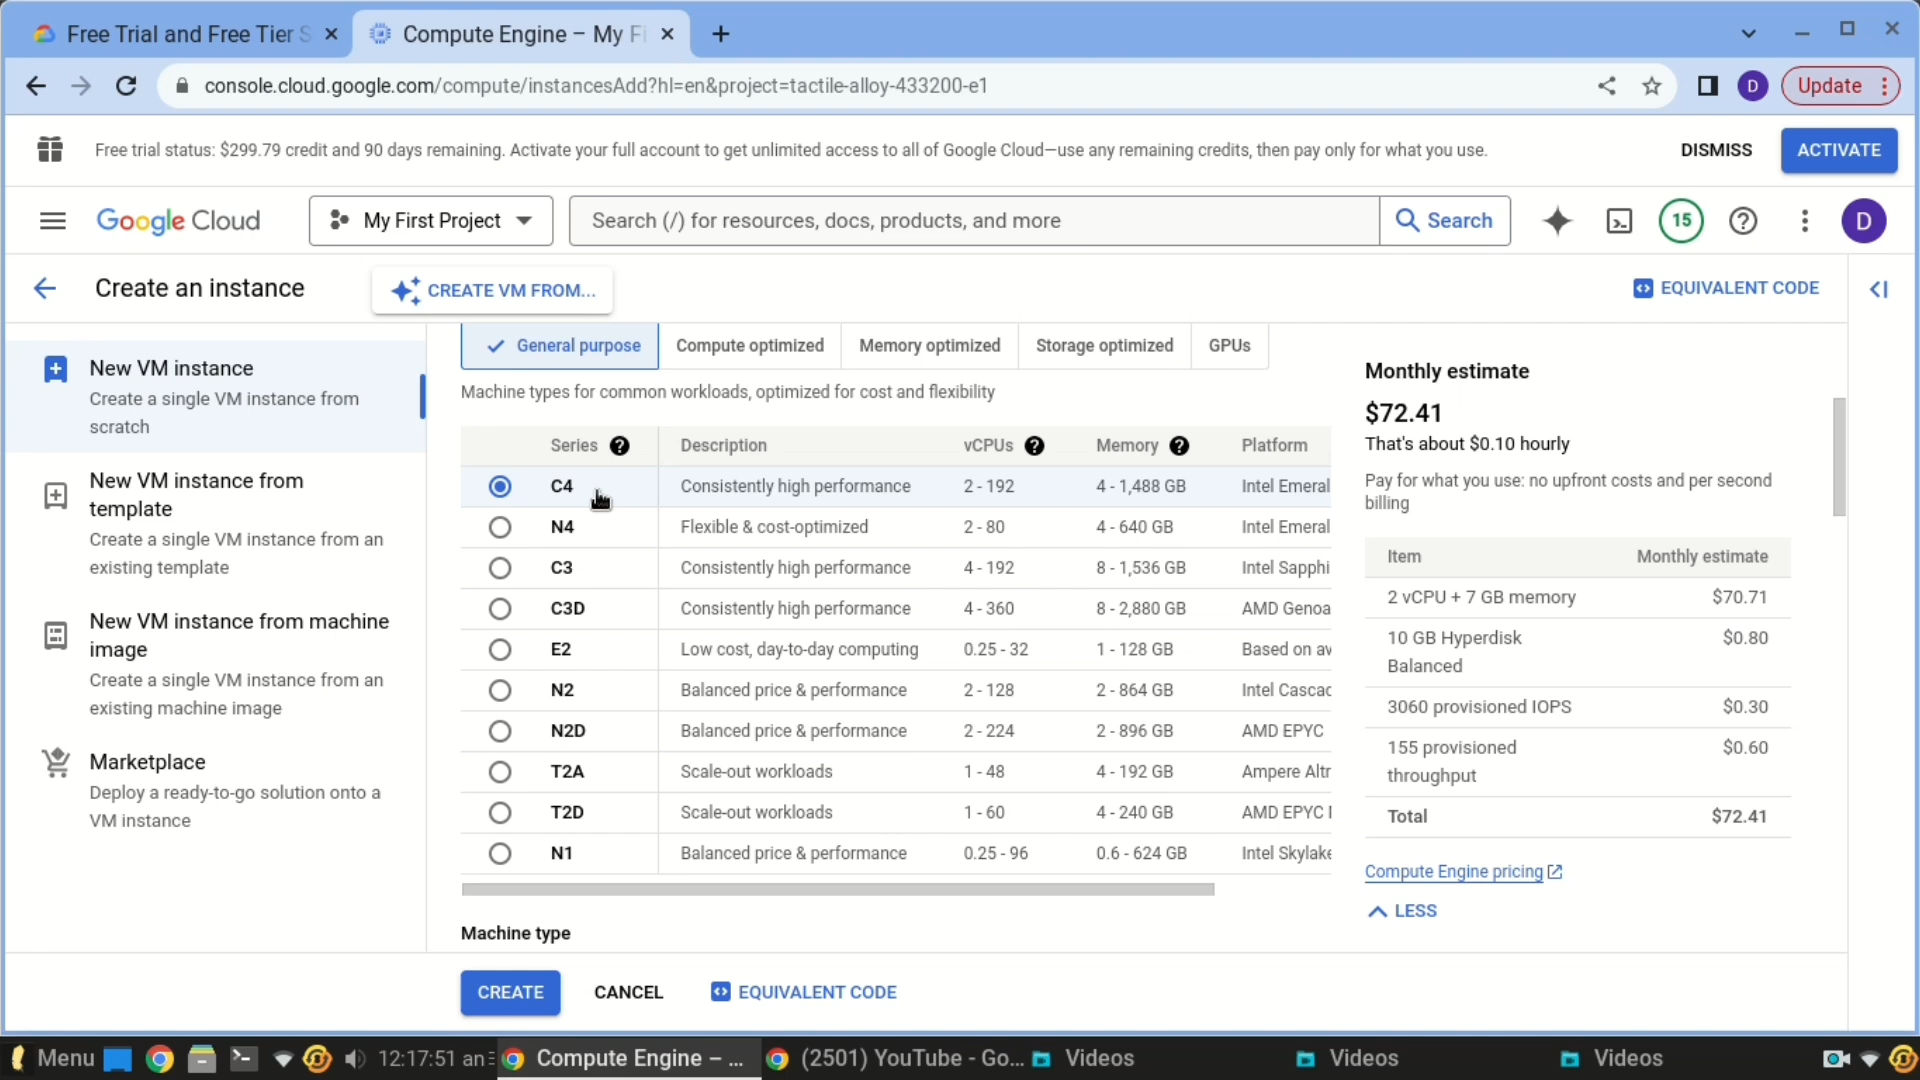 Free Trial and Free Tier S
Compute Engine – My Fi
console.cloud.google.com/compute/instancesAdd?hl=en&project=tactile-alloy-433200-e1
D
Update
Free trial status: $299.79 credit and 90 days remaining. Activate your full account to get unlimited access to all of Google Cloud—use any remaining credits, then pay only for what you use.
DISMISS
ACTIVATE
Google Cloud
My First Project
Search (/) for resources, docs, products, and more
Search
15
D
Create an instance
CREATE VM FROM...
EQUIVALENT CODE
New VM instance
Create a single VM instance from
scratch
New VM instance from
template
Create a single VM instance from an
existing template
New VM instance from machine
image
Create a single VM instance from an
existing machine image
Marketplace
Deploy a ready-to-go solution onto a
VM instance
General purpose
Compute optimized
Memory optimized
Storage optimized
GPUs
Machine types for common workloads, optimized for cost and flexibility
Series Description vCPUs Memory Platform
C4 Consistently high performance 2 - 192 4 - 1,488 GB Intel Emeral
N4 Flexible & cost-optimized 2 - 80 4 - 640 GB Intel Emeral
C3 Consistently high performance 4 - 192 8 - 1,536 GB Intel Sapphi
C3D Consistently high performance 4 - 360 8 - 2,880 GB AMD Genoa
E2 Low cost, day-to-day computing 0.25 - 32 1 - 128 GB Based on av
N2 Balanced price & performance 2 - 128 2 - 864 GB Intel Cascac
N2D Balanced price & performance 2 - 224 2 - 896 GB AMD EPYC
T2A Scale-out workloads 1 - 48 4 - 192 GB Ampere Altr
T2D Scale-out workloads 1 - 60 4 - 240 GB AMD EPYC
N1 Balanced price & performance 0.25 - 96 0.6 - 624 GB Intel Skylake
Machine type
CREATE
CANCEL
EQUIVALENT CODE
Monthly estimate
$72.41
That's about $0.10 hourly
Pay for what you use: no upfront costs and per second
billing
Item Monthly estimate
2 vCPU + 7 GB memory $70.71
10 GB Hyperdisk $0.80
Balanced
3060 provisioned IOPS $0.30
155 provisioned $0.60
throughput
Total $72.41
Compute Engine pricing
LESS
Menu
12:17:51 an
Compute Engine – ...
(2501) YouTube - Go...
Videos
Videos
Videos